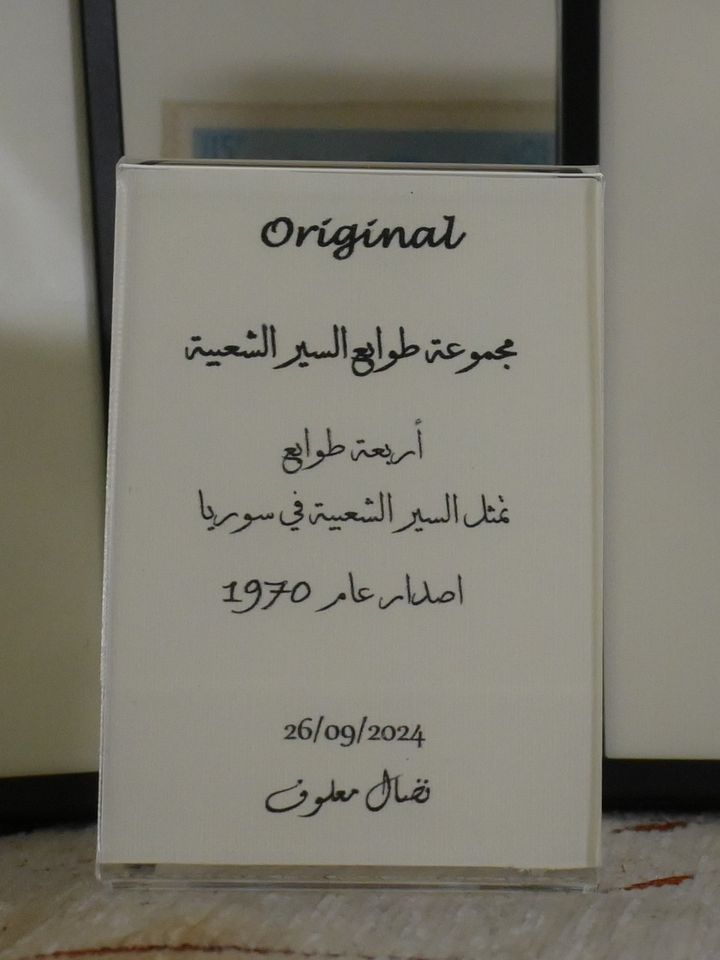 Original
مجموعة طوابع السير الشعبية
أربعة طوابع
تمثل السير الشعبية في سوريا
اصدار عام 1970
26/09/2024
نضال معلوف